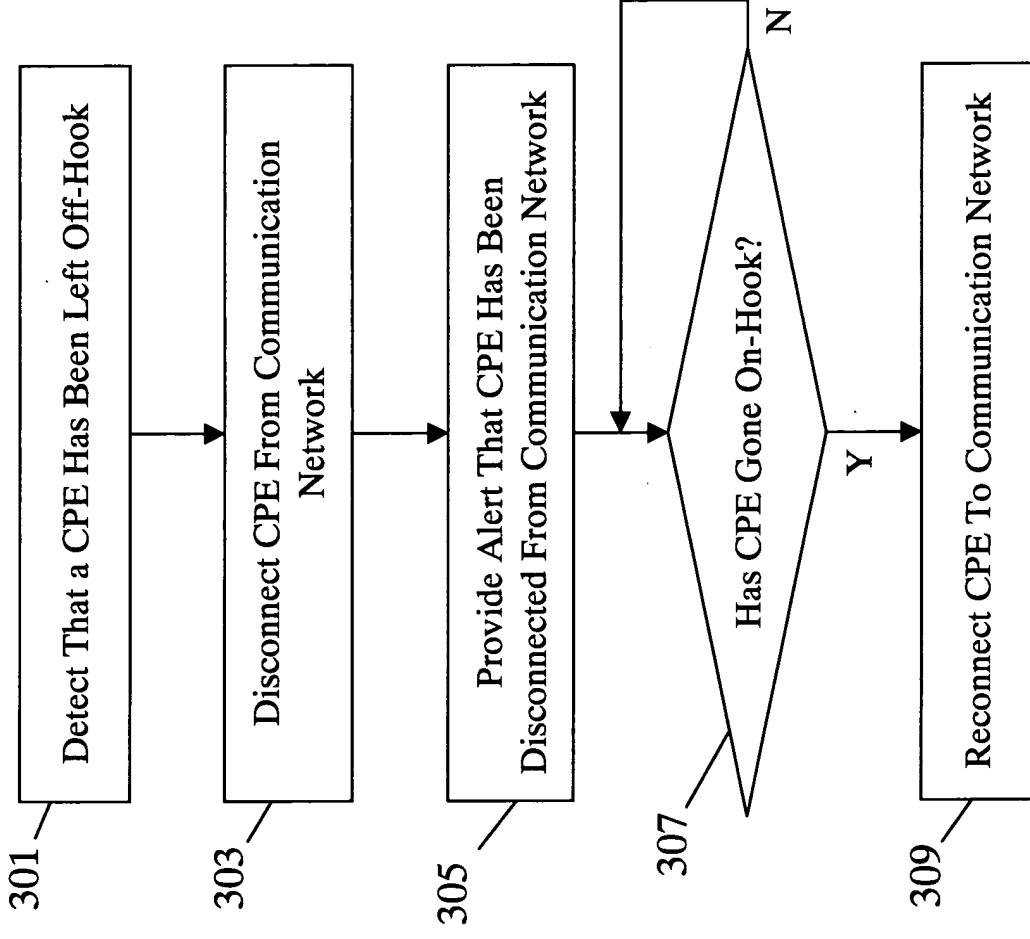 301
Detect That a CPE Has Been Left Off-Hook
303
Disconnect CPE From Communication
Network
305
Provide Alert That CPE Has Been
Disconnected From Communication Network
307
Has CPE Gone On-Hook?
N
Y
309
Reconnect CPE To Communication Network